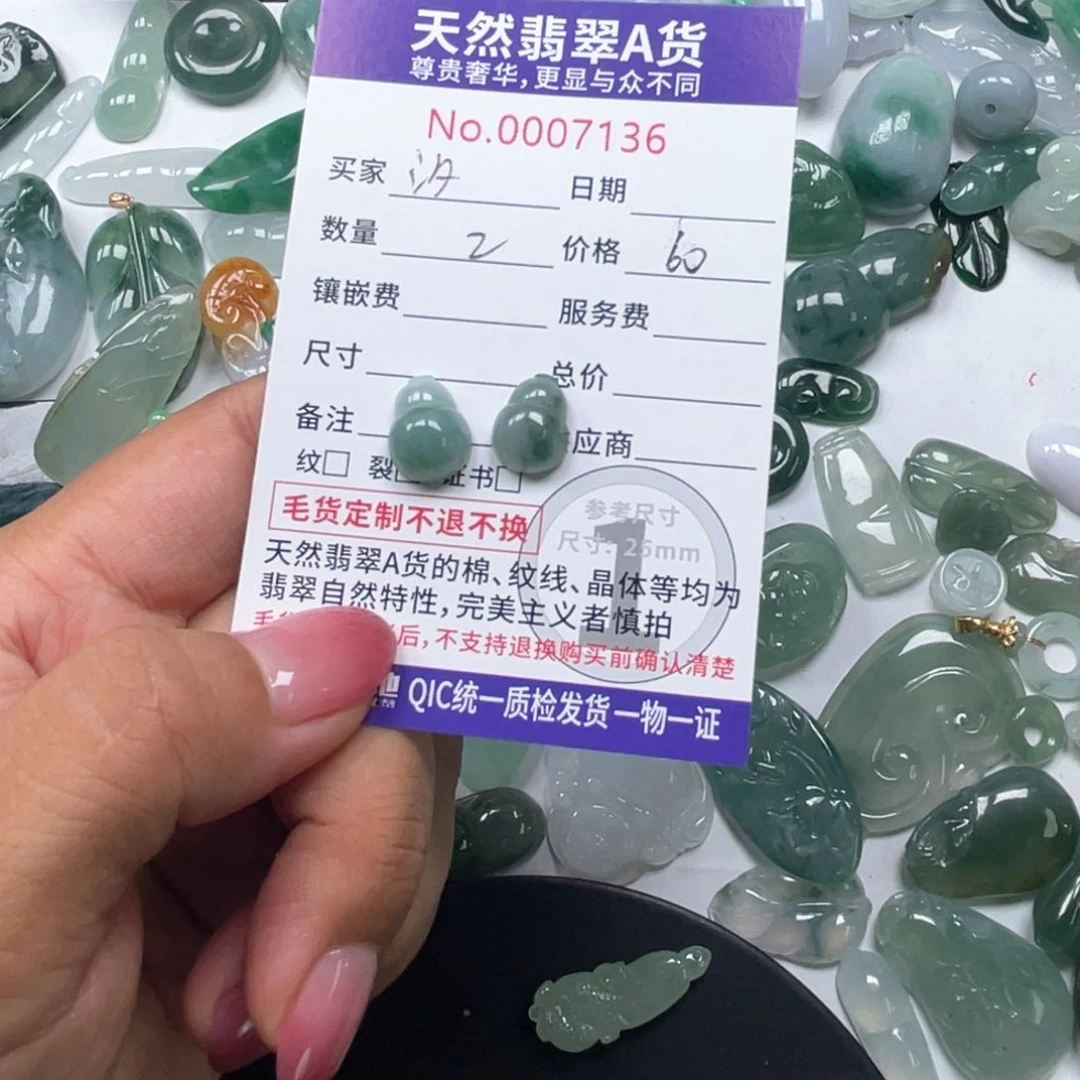 天然翡翠A货
尊贵奢华，更显与众不同
No.0007136
买家 汐 日期
数量 2 价格 60
镶嵌费 服务费
尺寸 总价
备注 应商
纹□ 裂 证书□
参考尺寸
尺寸: 25mm
1
毛货定制不退不换
天然翡翠A货的棉、纹线、晶体等均为
翡翠自然特性，完美主义者慎拍
后，不支持退换购买前确认清楚
QIC统一质检发货一物一证